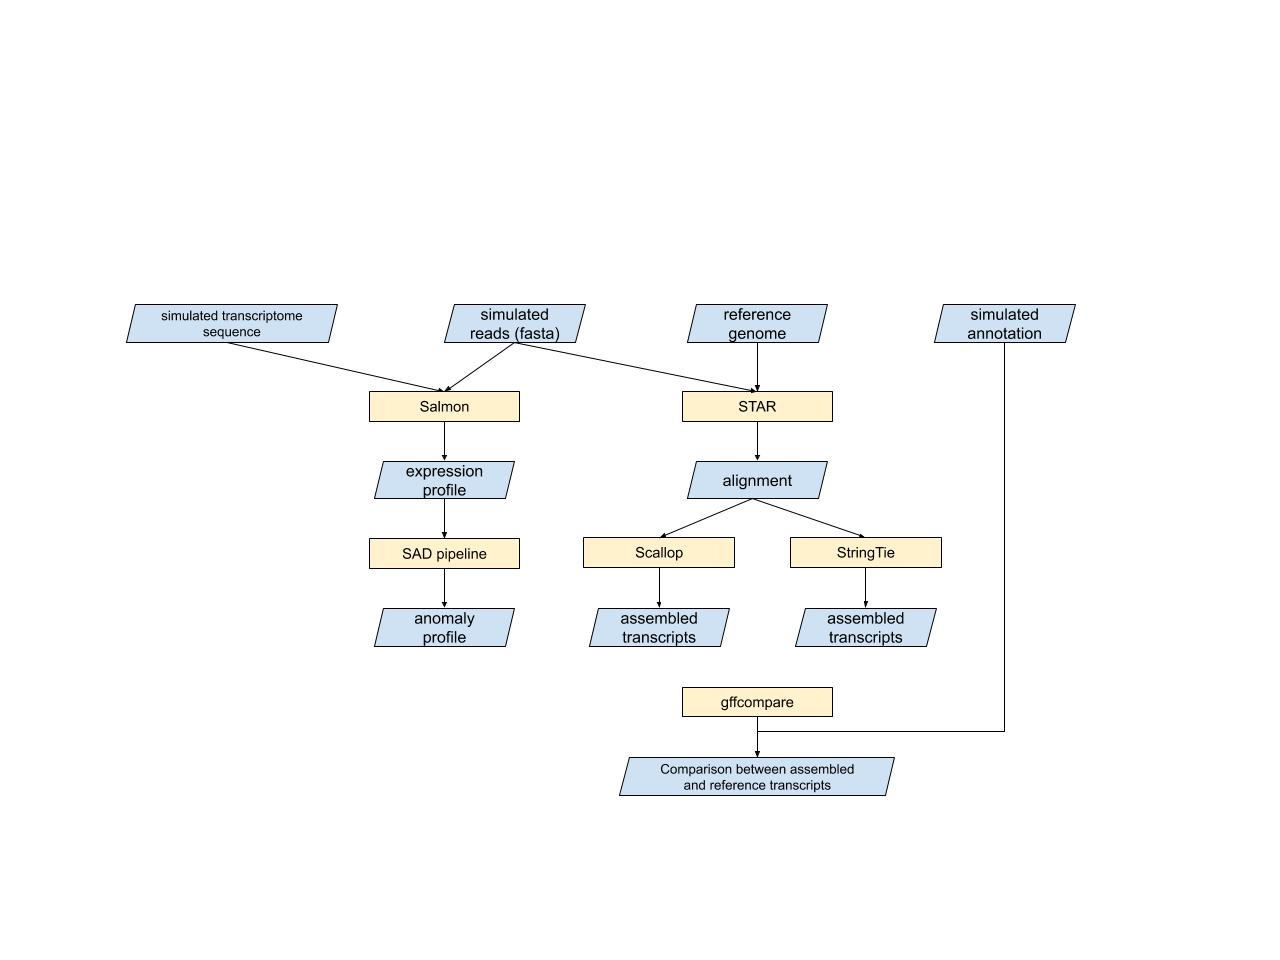 simulated transcriptome
sequence
simulated
reads (fasta)
reference
genome
simulated
annotation
Salmon
STAR
expression
profile
alignment
SAD pipeline
Scallop
StringTie
anomaly
profile
assembled
transcripts
assembled
transcripts
gffcompare
Comparison between assembled
and reference transcripts